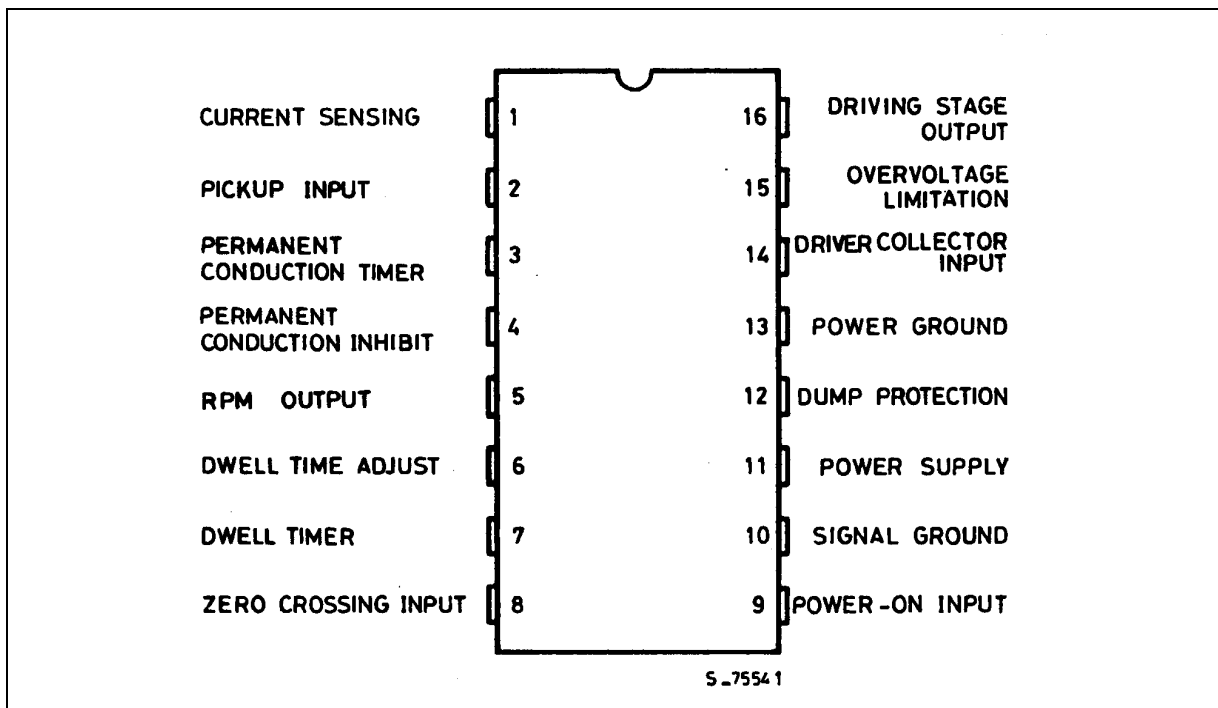 CURRENT SENSING 1
PICKUP INPUT 2
PERMANENT
CONDUCTION TIMER 3
PERMANENT
CONDUCTION INHIBIT 4
RPM OUTPUT 5
DWELL TIME ADJUST 6
DWELL TIMER 7
ZERO CROSSING INPUT 8
16 DRIVING STAGE
OUTPUT
15 OVERVOLTAGE
LIMITATION
14 DRIVER COLLECTOR
INPUT
13 POWER GROUND
12 DUMP PROTECTION
11 POWER SUPPLY
10 SIGNAL GROUND
9 POWER-ON INPUT
S_75541